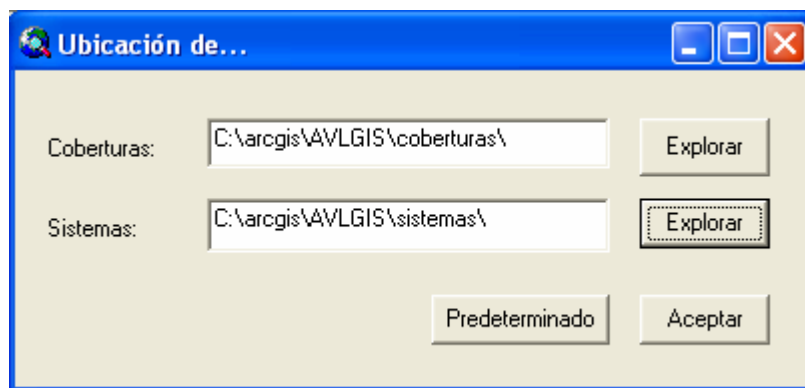 Ubicación de...
Coberturas: C:\arcgis\AVLGIS\coberturas\ Explorar
Sistemas: C:\arcgis\AVLGIS\sistemas\ Explorar
Predeterminado Aceptar